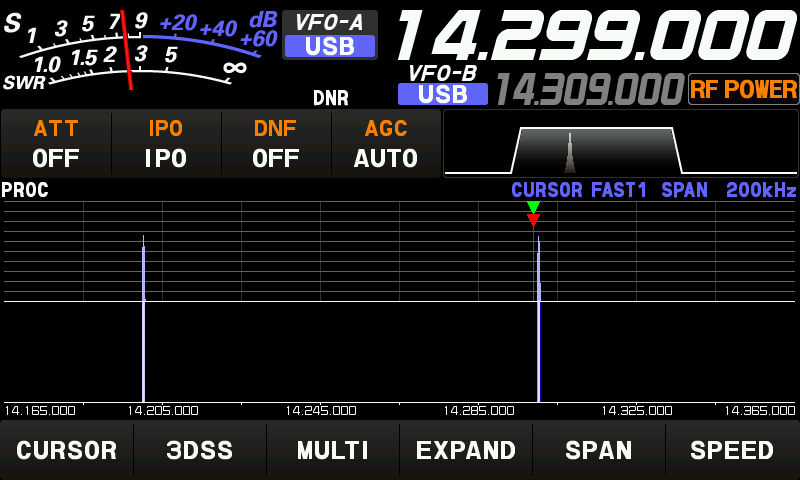 S 1 3 5 7 9 +20 +40 +60 dB
SWR 1.0 1.5 2 3 5 ∞
VFO-A
USB
14.299.000
VFO-B
USB
14.309.000
RF POWER
DNR
ATT IPO DNF AGC
OFF IPO OFF AUTO
PROC
CURSOR FAST1 SPAN 200kHz
14.165.000 14.205.000 14.245.000 14.285.000 14.325.000 14.365.000
CURSOR 3DSS MULTI EXPAND SPAN SPEED